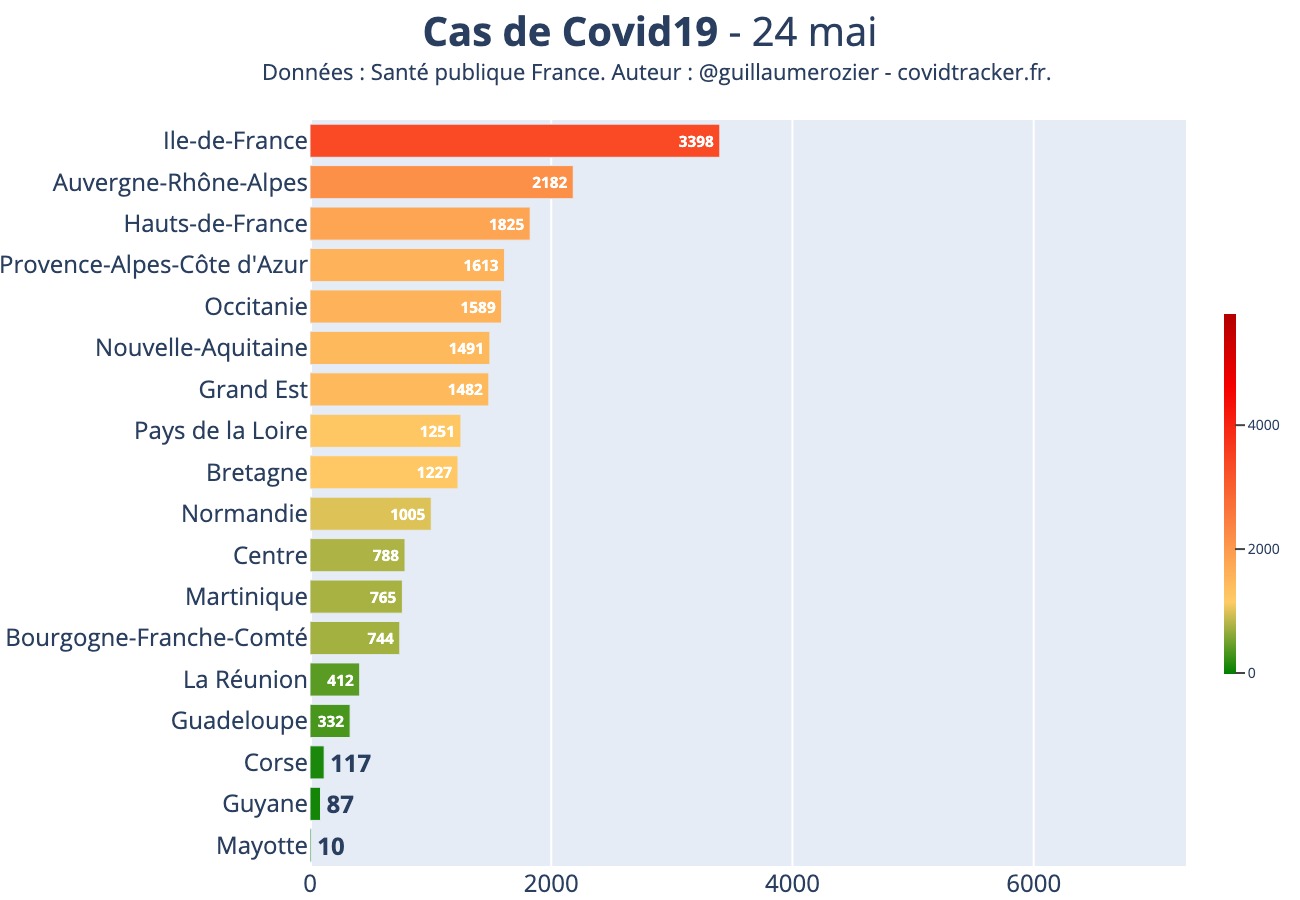 Cas de Covid19 - 24 mai
Données : Santé publique France. Auteur : @guillaumerozier - covidtracker.fr.
Ile-de-France 3398
Auvergne-Rhône-Alpes 2182
Hauts-de-France 1825
Provence-Alpes-Côte d'Azur 1613
Occitanie 1589
Nouvelle-Aquitaine 1491
Grand Est 1482
Pays de la Loire 1251
Bretagne 1227
Normandie 1005
Centre 788
Martinique 765
Bourgogne-Franche-Comté 744
La Réunion 412
Guadeloupe 332
Corse 117
Guyane 87
Mayotte 10
0 2000 4000 6000
4000
2000
0